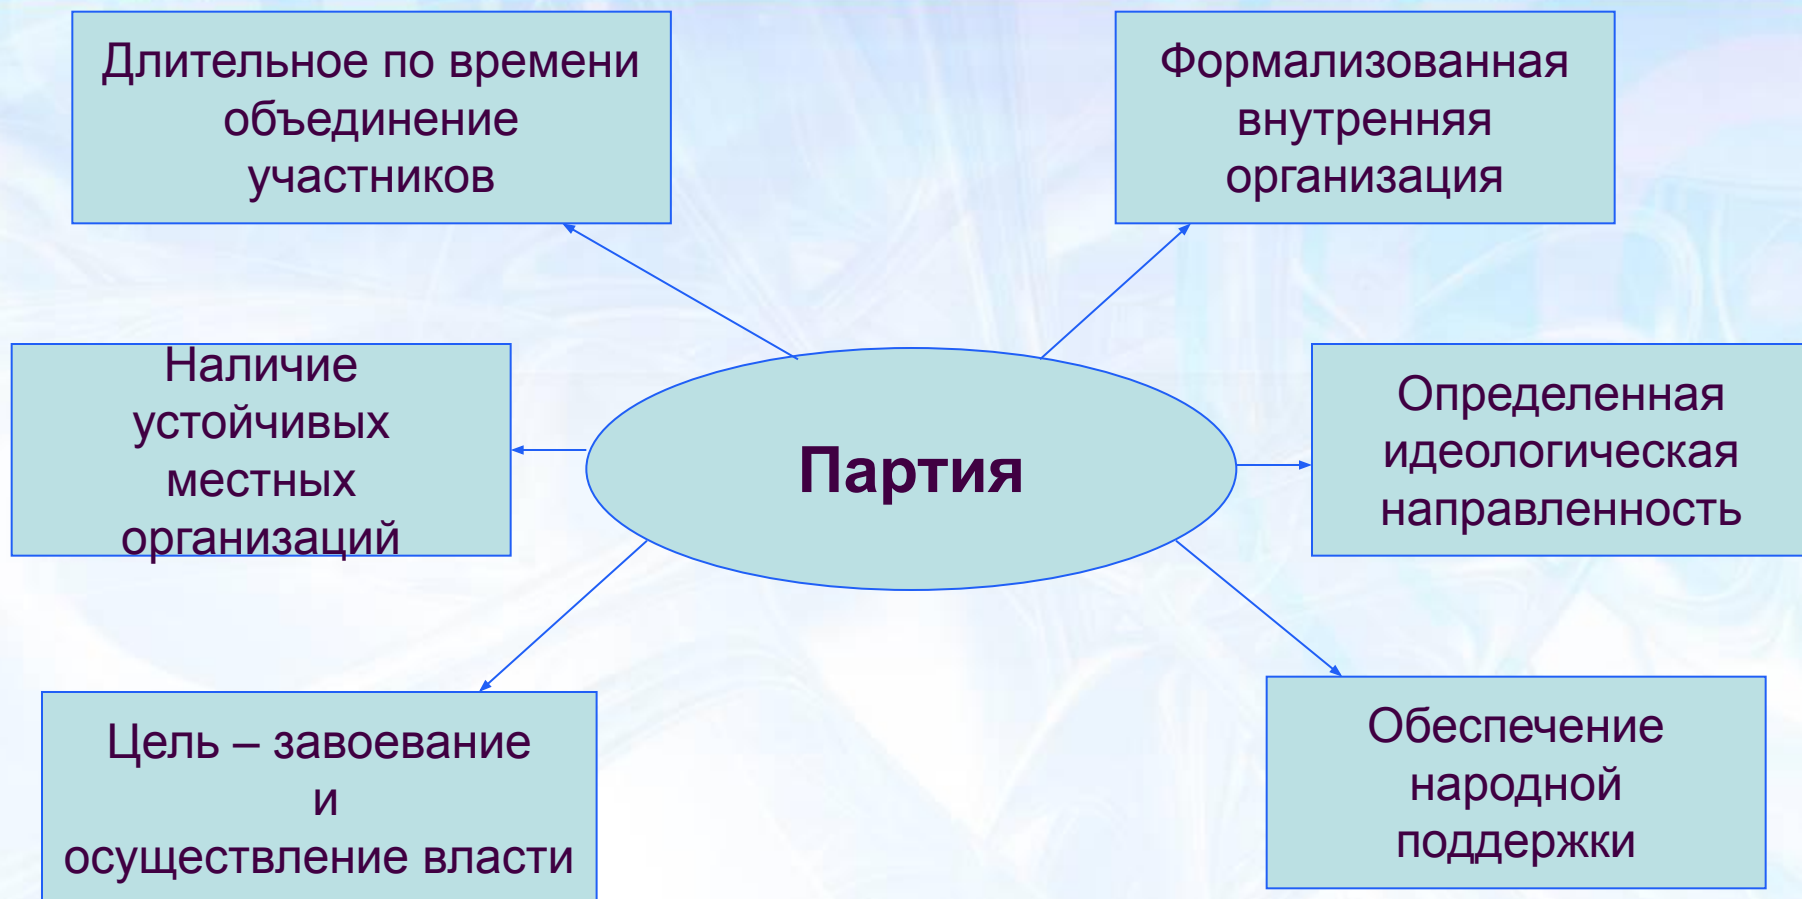 Длительное по времени
объединение
участников
Формализованная
внутренняя
организация
Наличие
устойчивых
местных
организаций
Партия
Определенная
идеологическая
направленность
Цель – завоевание
и
осуществление власти
Обеспечение
народной
поддержки